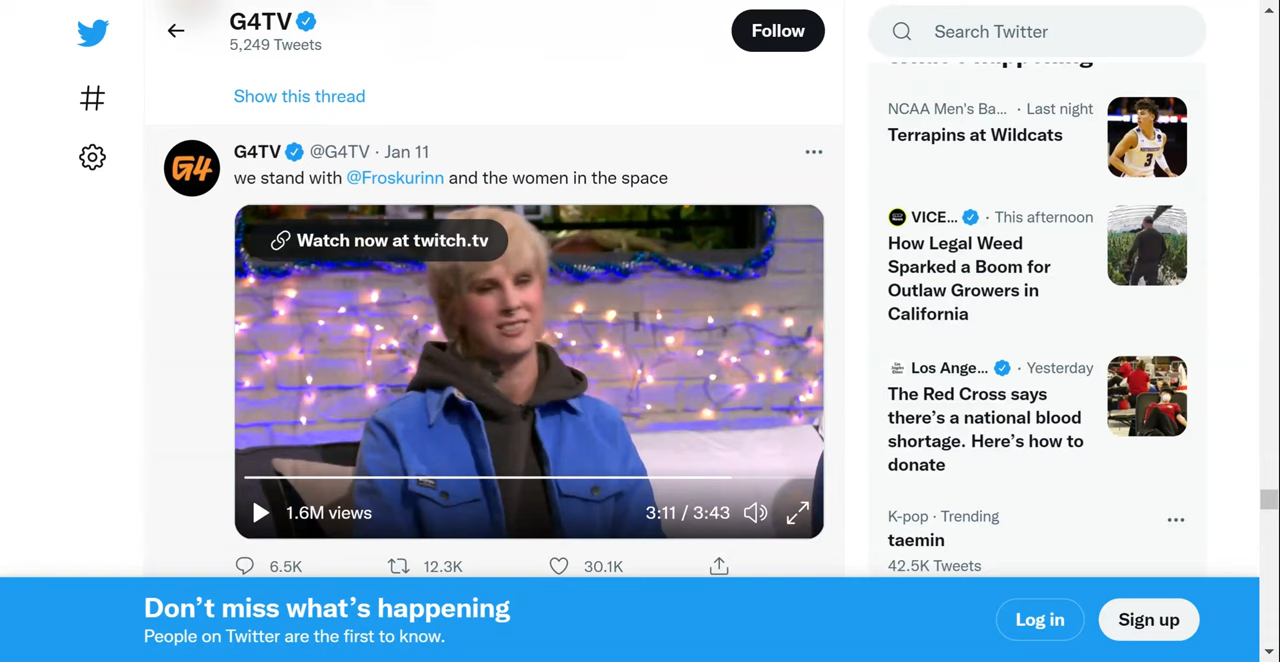 G4TV
5,249 Tweets
Follow
Search Twitter
Show this thread
G4TV @G4TV · Jan 11
we stand with @Froskurinn and the women in the space
G4
Watch now at twitch.tv
1.6M views
3:11 / 3:43
6.5K
12.3K
30.1K
What's happening
NCAA Men's Ba... · Last night
Terrapins at Wildcats
VICE... · This afternoon
How Legal Weed
Sparked a Boom for
Outlaw Growers in
California
Los Ange... · Yesterday
The Red Cross says
there's a national blood
shortage. Here's how to
donate
K-pop · Trending
taemin
42.5K Tweets
Don't miss what's happening
People on Twitter are the first to know.
Log in
Sign up